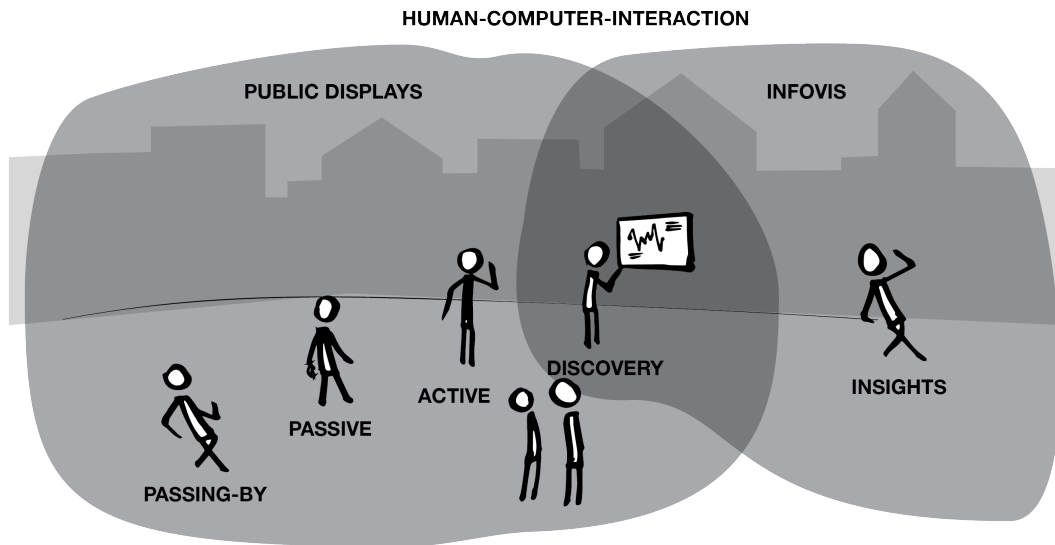 HUMAN-COMPUTER-INTERACTION
PUBLIC DISPLAYS
INFOVIS
DISCOVERY
ACTIVE
INSIGHTS
PASSIVE
PASSING-BY